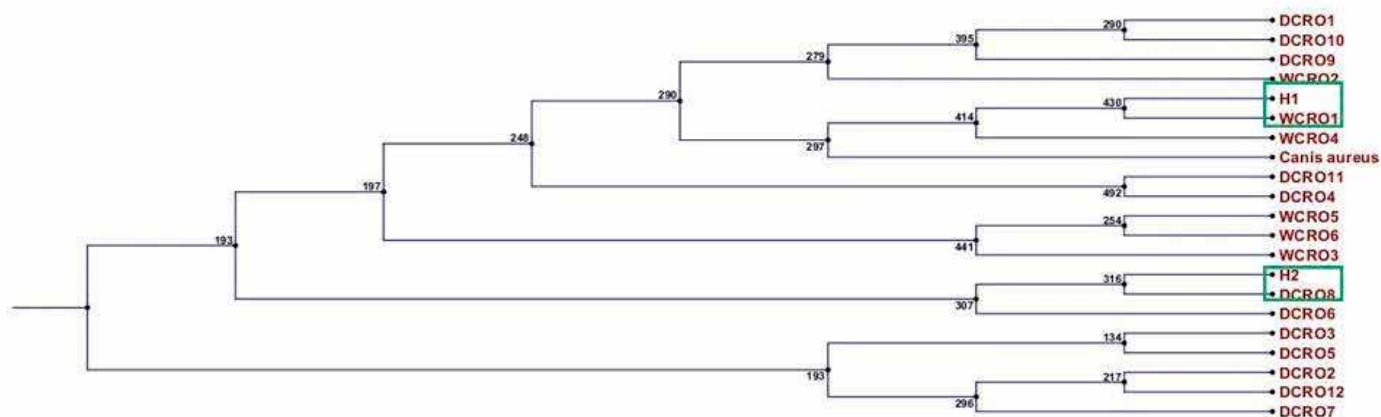 290
DCRO1
DCRO10
395
DCRO9
279
WCRO2
290
H1
430
WCRO1
414
WCRO4
248
297
Canis aureus
DCRO11
492
DCRO4
197
WCRO5
254
WCRO6
441
WCRO3
193
H2
316
DCRO8
307
DCRO6
DCRO3
134
DCRO5
193
DCRO2
217
DCRO12
296
DCRO7